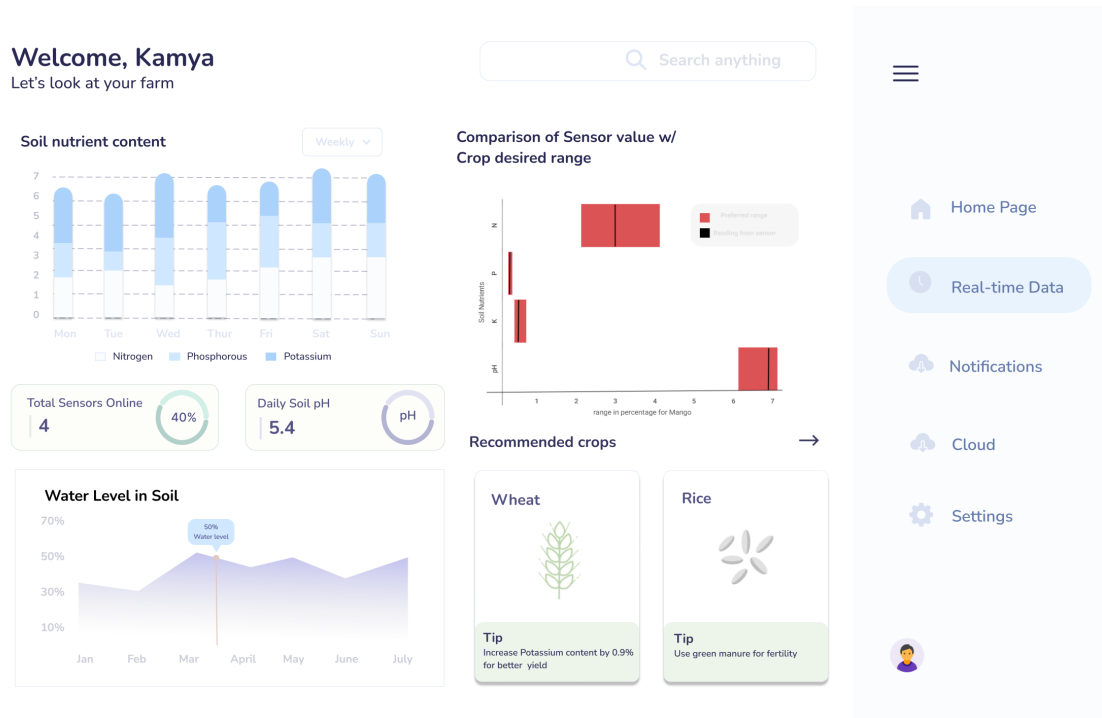 Welcome, Kamya
Let's look at your farm
Search anything
Soil nutrient content
Weekly
7
6
5
4
3
2
1
0
Mon Tue Wed Thur Fri Sat Sun
Nitrogen Phosphorous Potassium
Comparison of Sensor value w/
Crop desired range
Preferred range
Reading from sensor
Soil Nutrients
N
P
K
pH
1 2 3 4 5 6 7
range in percentage for Mango
Total Sensors Online
4
40%
Daily Soil pH
5.4
pH
Water Level in Soil
70%
50%
30%
10%
50%
Water level
Jan Feb Mar April May June July
Recommended crops
Wheat
Tip
Increase Potassium content by 0.9%
for better yield
Rice
Tip
Use green manure for fertility
Home Page
Real-time Data
Notifications
Cloud
Settings